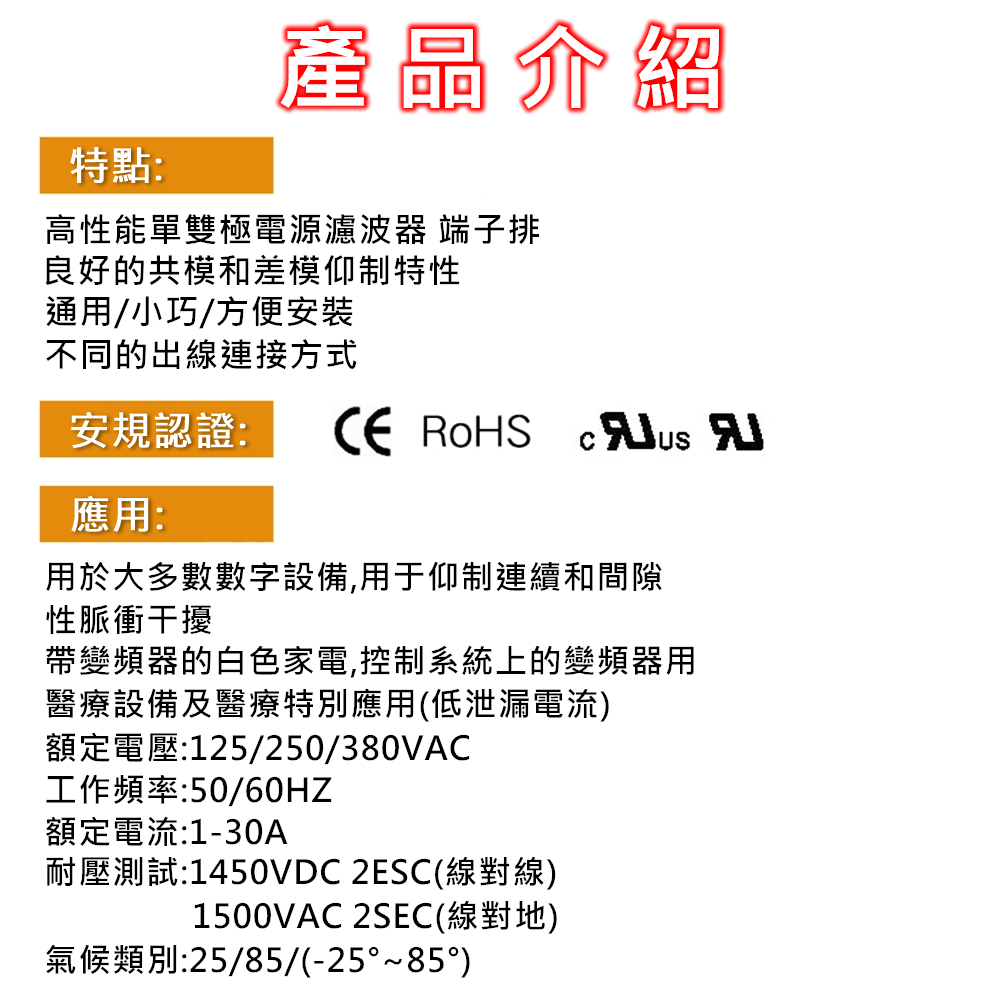 產品介紹
特點:
高性能單雙極電源濾波器 端子排
良好的共模和差模仰制特性
通用/小巧/方便安裝
不同的出線連接方式
安規認證: CE RoHS c RU US RU
應用:
用於大多數數字設備,用于仰制連續和間隙
性脈衝干擾
帶變頻器的白色家電,控制系統上的變頻器用
醫療設備及醫療特別應用(低泄漏電流)
額定電壓:125/250/380VAC
工作頻率:50/60HZ
額定電流:1-30A
耐壓測試:1450VDC 2ESC(線對線)
1500VAC 2SEC(線對地)
氣候類別:25/85/(-25°~85°)